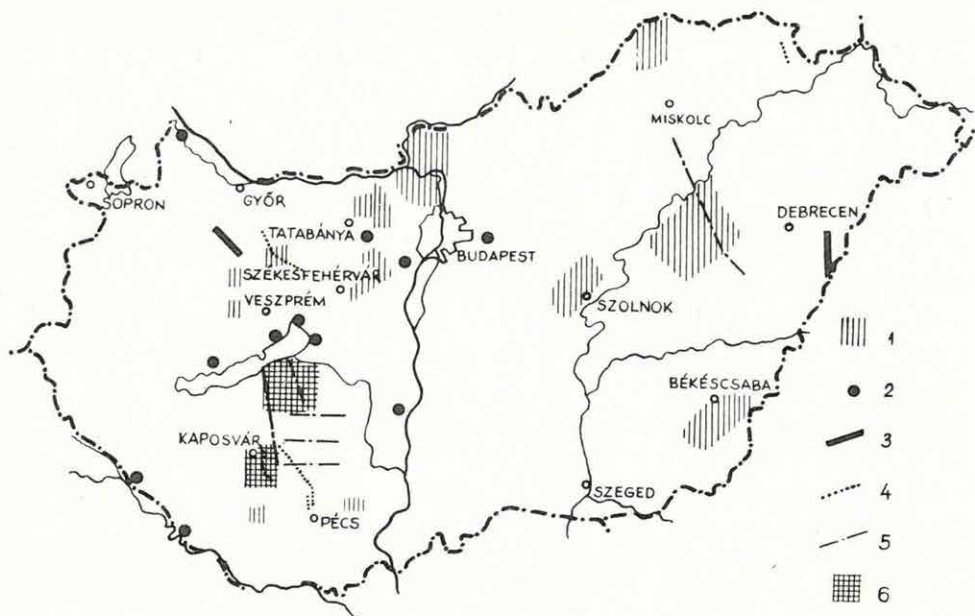 MISKOLC
SOPRON
GYŐR
DEBRECEN
TATABÁNYA
BUDAPEST
SZÉKESFEHÉRVÁR
VESZPRÉM
SZOLNOK
1
BÉKÉSCSABA
2
KAPOSVÁR
3
SZEGED
4
PÉCS
5
6